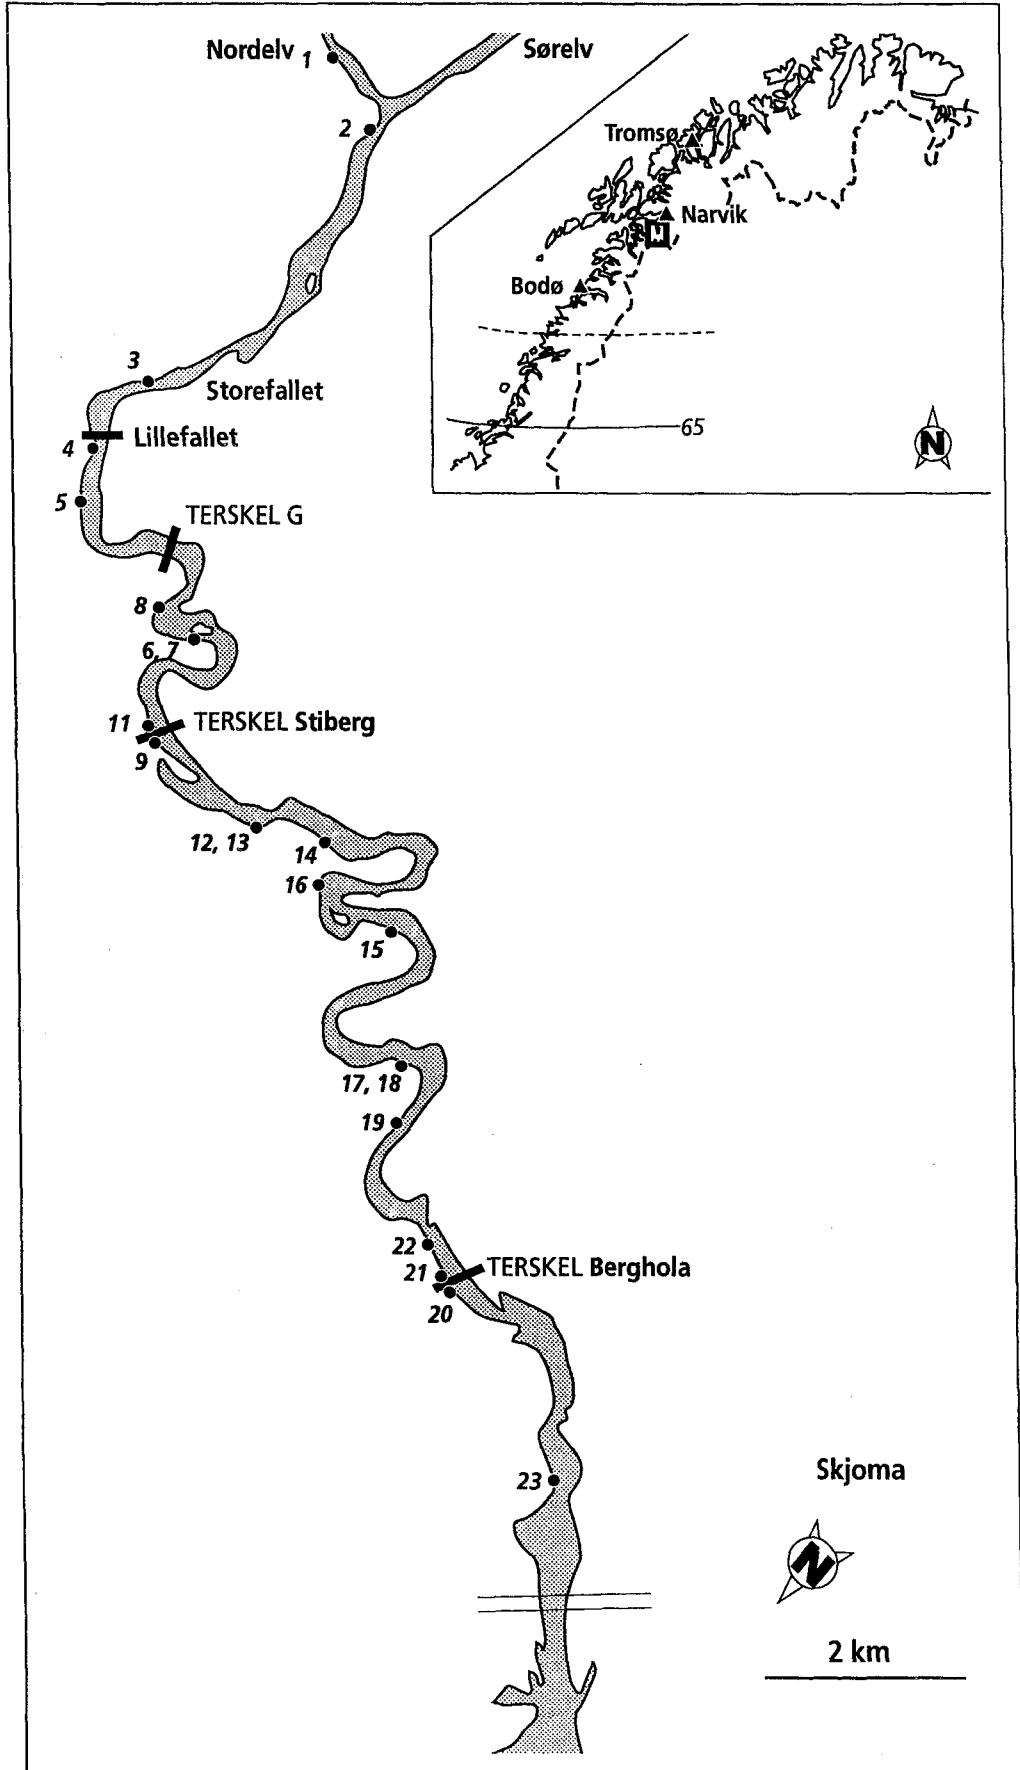 Nordelv
1
Sørelv
2
3
Storefallet
Lillefallet
4
5
TERSKEL G
8
6, 7
11
TERSKEL Stiberg
9
12, 13
14
16
15
17, 18
19
22
21
TERSKEL Berghola
20
23
Skjoma
N
2 km
Tromsø
Narvik
Bodø
65
N